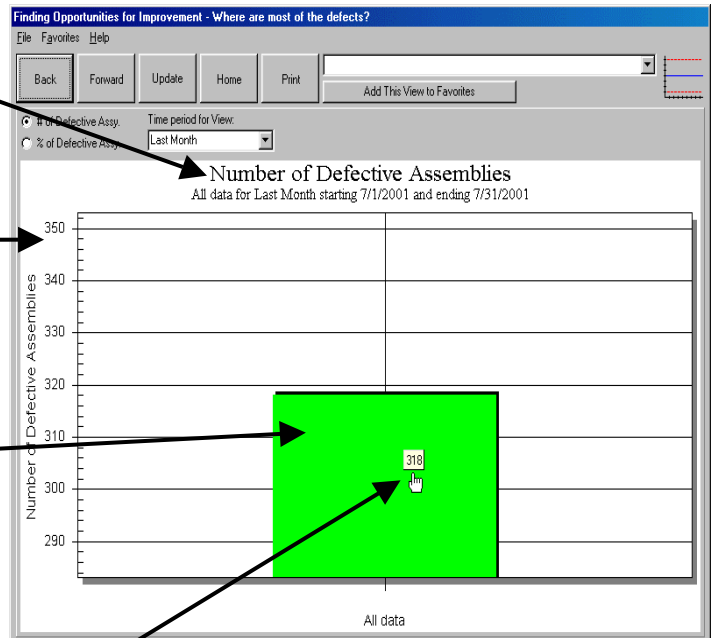 Finding Opportunities for Improvement - Where are most of the defects?
File Favorites Help
Back Forward Update Home Print
Add This View to Favorites
# of Defective Assy.
% of Defective Assy.
Time period for View:
Last Month
Number of Defective Assemblies
All data for Last Month starting 7/1/2001 and ending 7/31/2001
Number of Defective Assemblies
350
340
330
320
310
300
290
318
All data